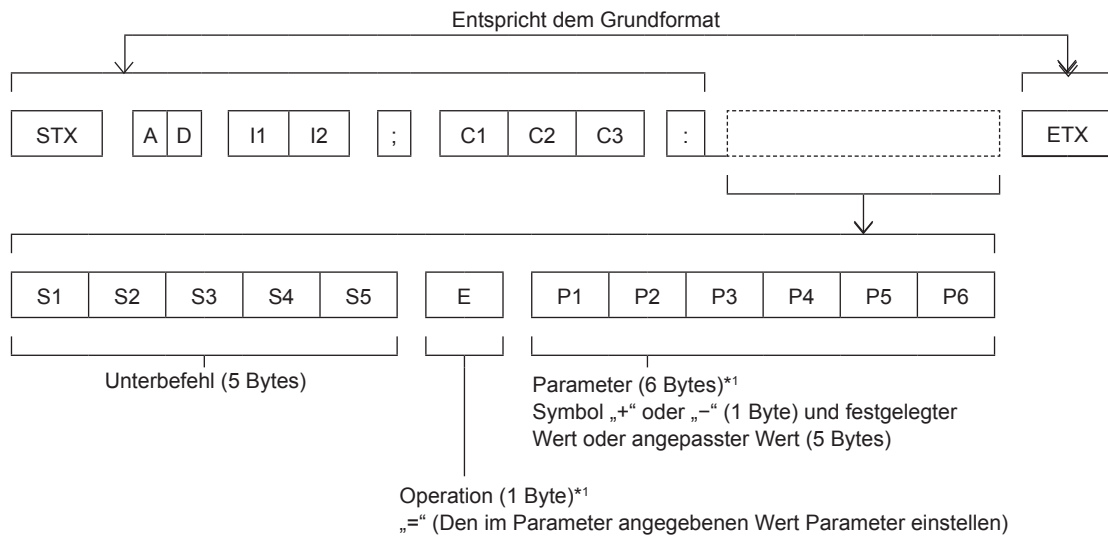 Entspricht dem Grundformat
STX A D I1 I2 ; C1 C2 C3 : ETX
S1 S2 S3 S4 S5 E P1 P2 P3 P4 P5 P6
Unterbefehl (5 Bytes)
Parameter (6 Bytes)*1
Symbol „+“ oder „−“ (1 Byte) und festgelegter
Wert oder angepasster Wert (5 Bytes)
Operation (1 Byte)*1
„=“ (Den im Parameter angegebenen Wert Parameter einstellen)